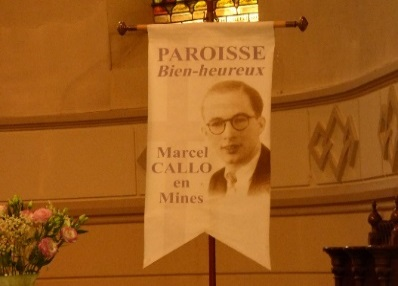 PAROISSE
Bien-heureux
Marcel
CALLO
en
Mines